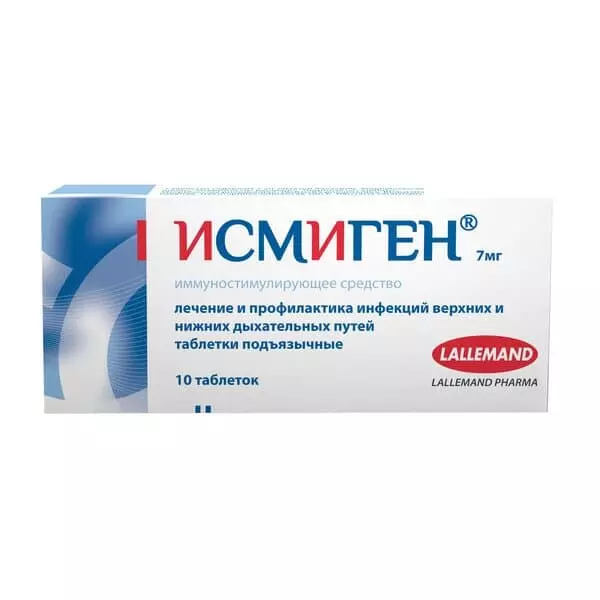 ИСМИГЕН® 7мг
иммуностимулирующее средство
лечение и профилактика инфекций верхних и
нижних дыхательных путей
таблетки подъязычные
10 таблеток
LALLEMAND
LALLEMAND PHARMA